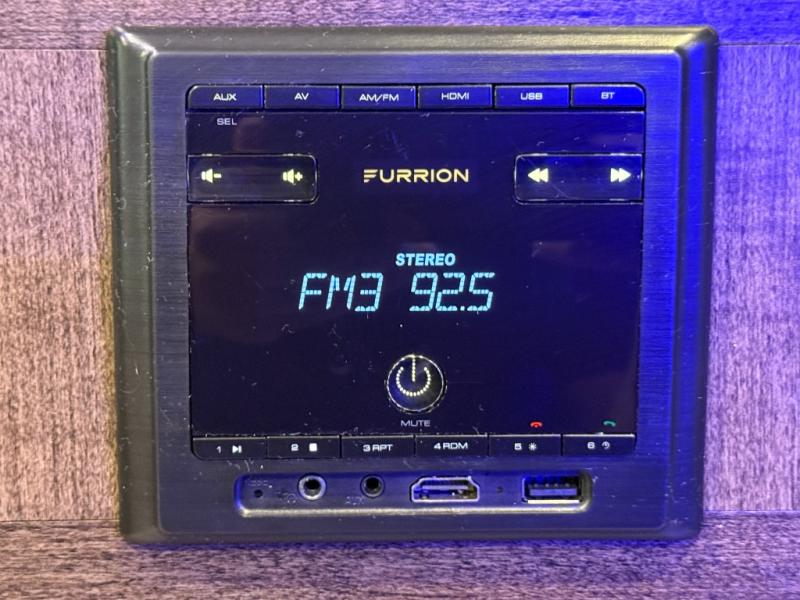 AUX AV AM/FM HDMI USB BT
SEL
FURRION
STEREO
FM3 92.5
MUTE
1 2 3 RPT 4 RDM 5 6